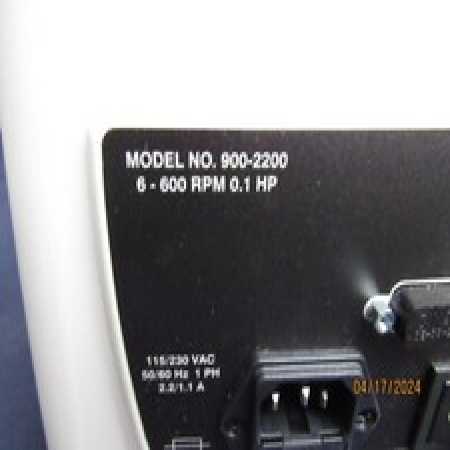 MODEL NO. 900-2200
6 - 600 RPM 0.1 HP
115/230 VAC
50/60 Hz 1 PH
2.2/1.1 A
04/17/2024